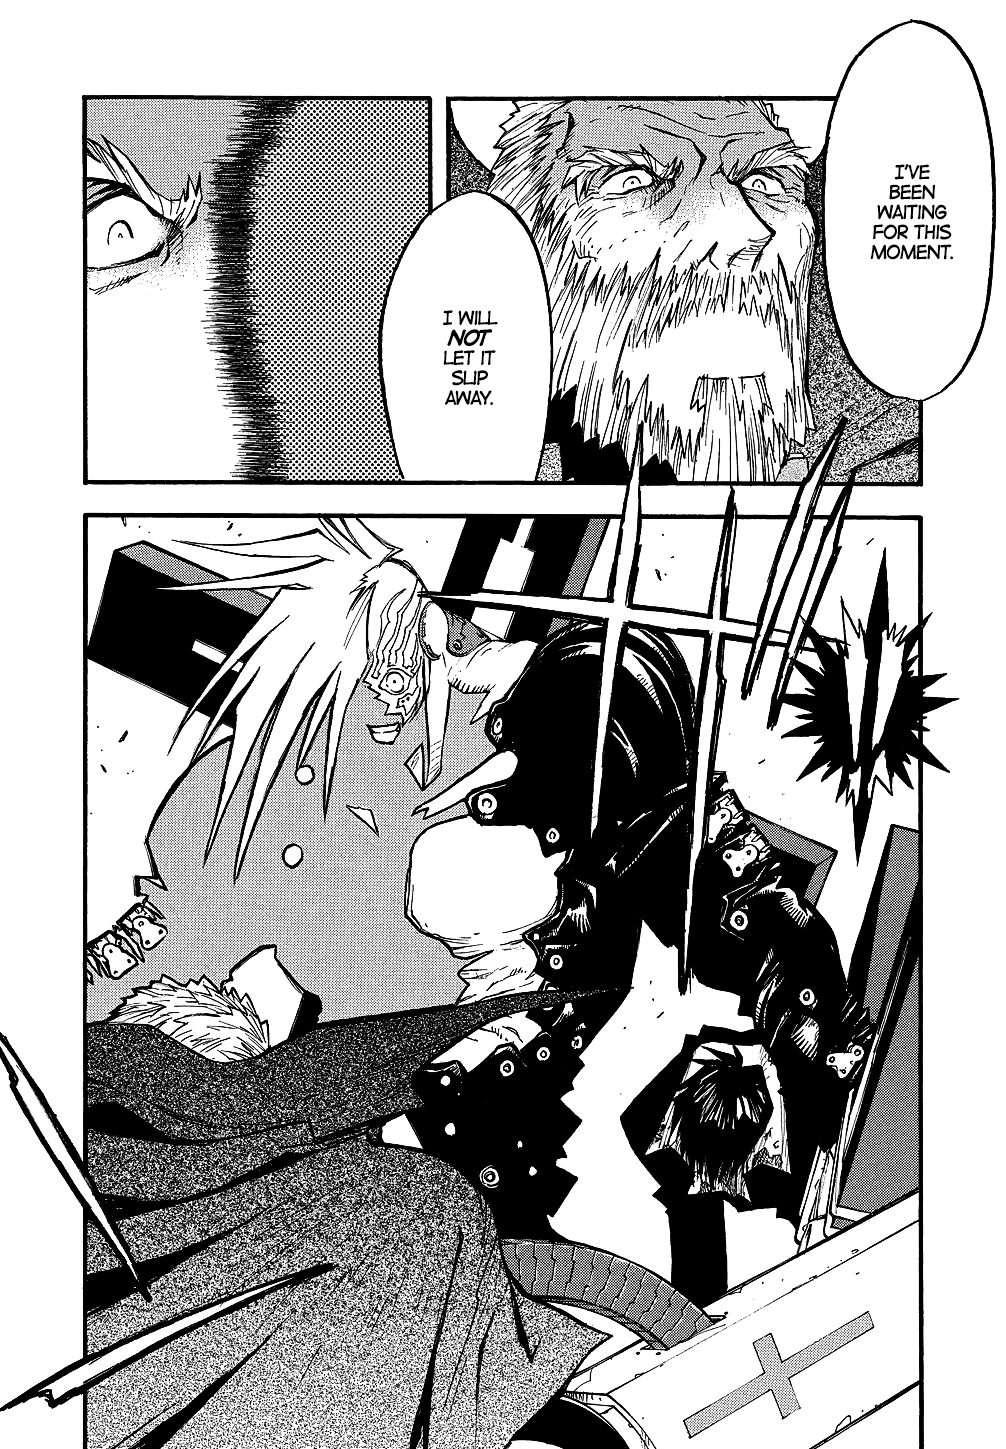 I'VE
BEEN
WAITING
FOR THIS
MOMENT.
I WILL
NOT
LET IT
SLIP
AWAY.